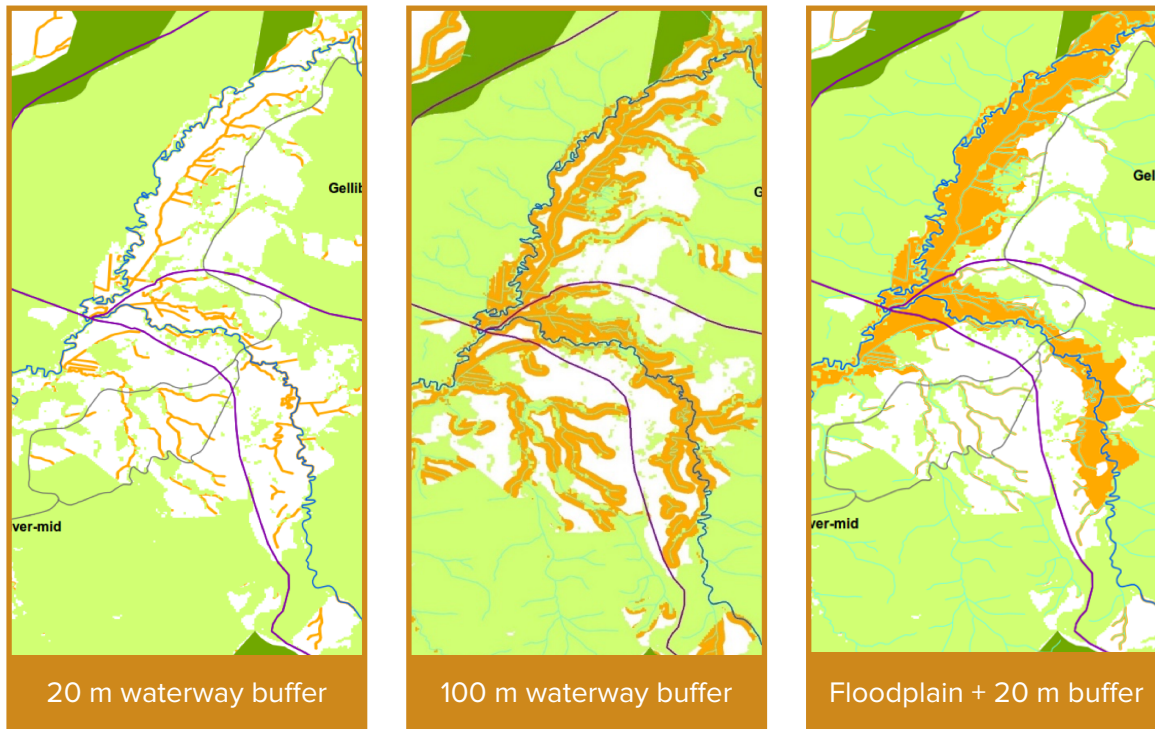 Gellib
ver-mid
20 m waterway buffer
G
100 m waterway buffer
Gel
ver-mid
Floodplain + 20 m buffer